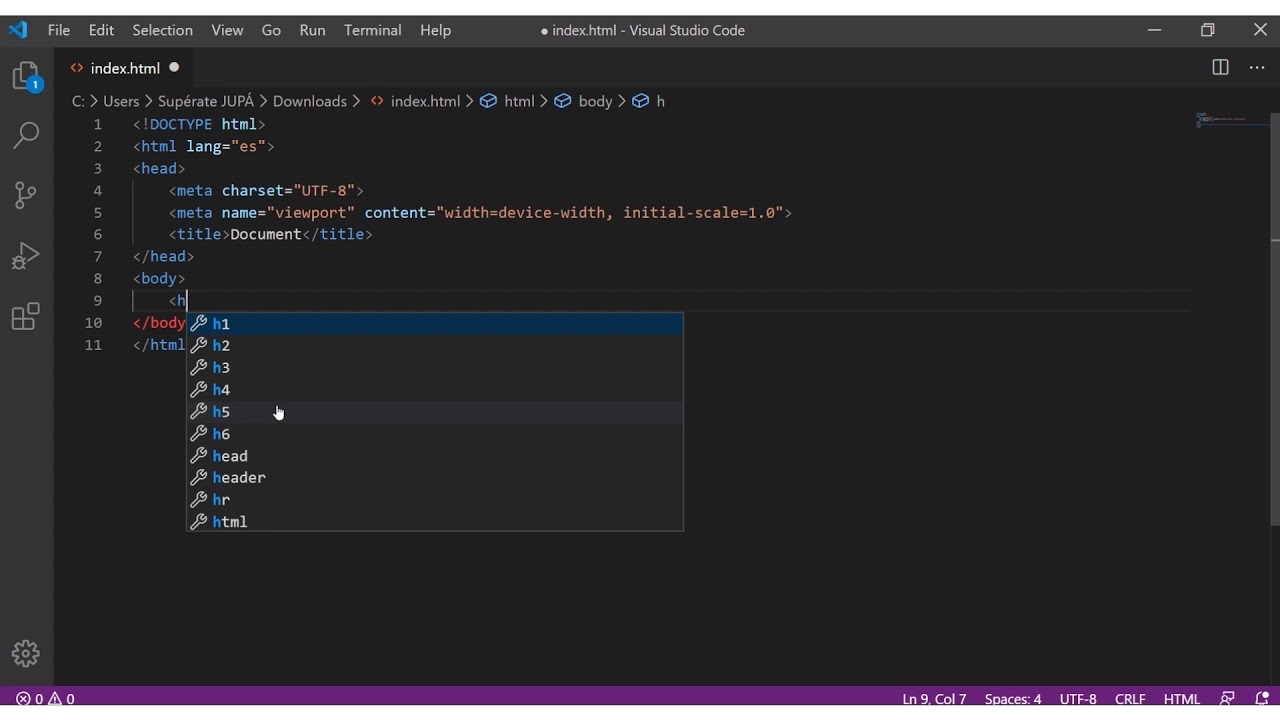 File Edit Selection View Go Run Terminal Help ● index.html - Visual Studio Code
1
<> index.html ●
C: > Users > Supérate JUPÁ > Downloads > <> index.html > html > body > h
1 <!DOCTYPE html>
2 <html lang="es">
3 <head>
4 <meta charset="UTF-8">
5 <meta name="viewport" content="width=device-width, initial-scale=1.0">
6 <title>Document</title>
7 </head>
8 <body>
9 <h
10 </body
11 </html
h1
h2
h3
h4
h5
h6
head
header
hr
html
0 0 Ln 9, Col 7 Spaces: 4 UTF-8 CRLF HTML